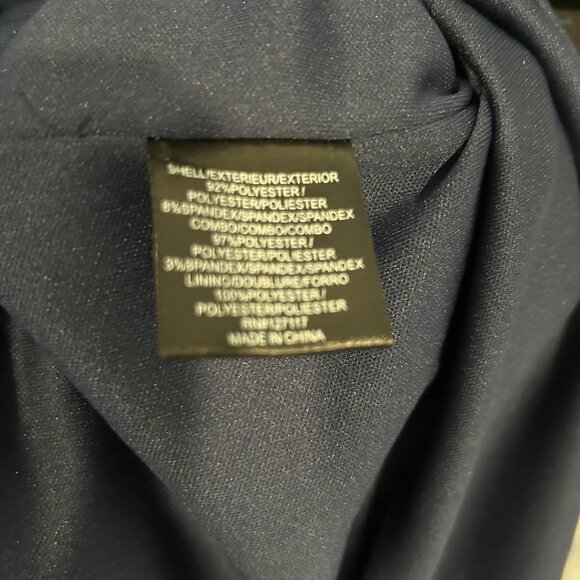 SHELL/EXTERIEUR/EXTERIOR
92%POLYESTER/
POLYESTER/POLIESTER
8%SPANDEX/SPANDEX/SPANDEX
COMBO/COMBO/COMBO
97%POLYESTER/
POLYESTER/POLIESTER
3%SPANDEX/SPANDEX/SPANDEX
LINING/DOUBLURE/FORRO
100%POLYESTER/
POLYESTER/POLIESTER
RN#127117
MADE IN CHINA